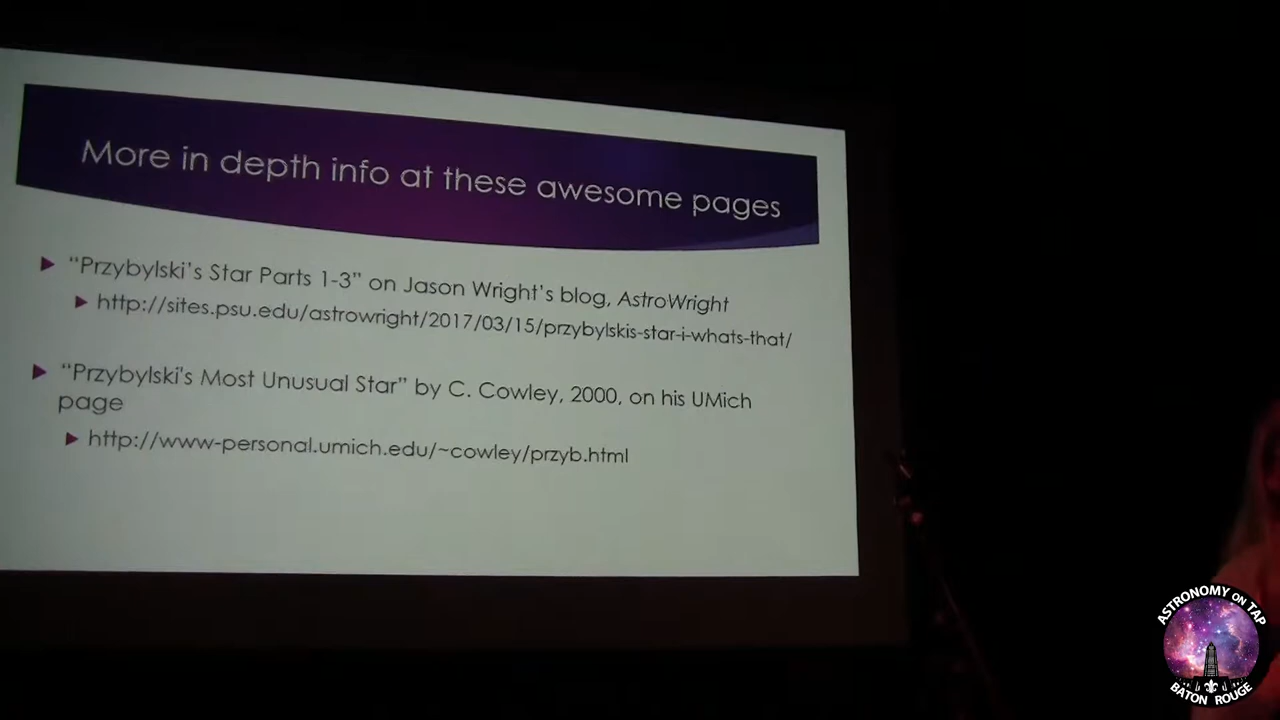 More in depth info at these awesome pages
“Przybylski’s Star Parts 1-3” on Jason Wright’s blog, AstroWright
http://sites.psu.edu/astrowright/2017/03/15/przybylskis-star-i-whats-that/
“Przybylski's Most Unusual Star” by C. Cowley, 2000, on his UMich
page
http://www-personal.umich.edu/~cowley/przyb.html
ASTRONOMY ON TAP
BATON ROUGE